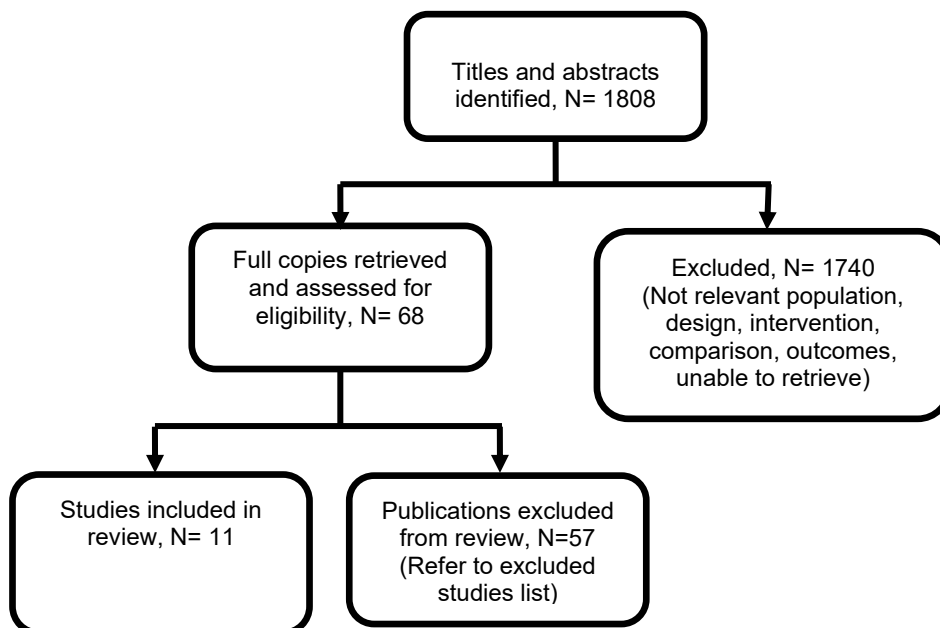 Titles and abstracts
identified, N= 1808
Full copies retrieved
and assessed for
eligibility, N= 68
Excluded, N= 1740
(Not relevant population,
design, intervention,
comparison, outcomes,
unable to retrieve)
Studies included in
review, N= 11
Publications excluded
from review, N=57
(Refer to excluded
studies list)